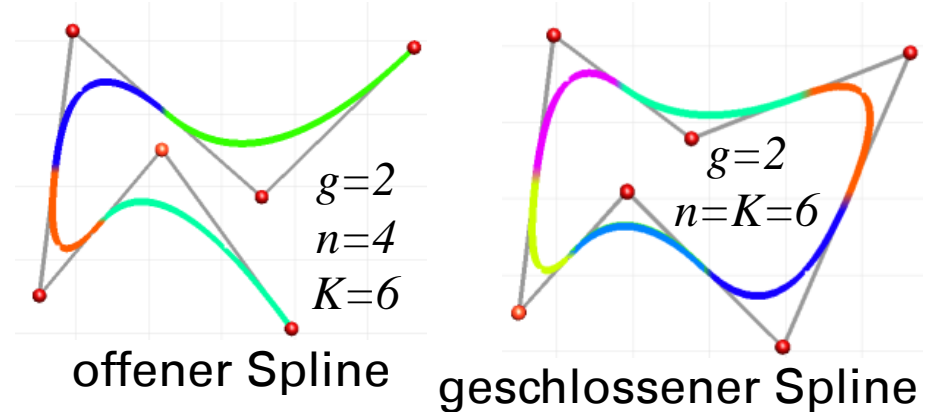 g=2
n=4
K=6
offener Spline
g=2
n=K=6
geschlossener Spline